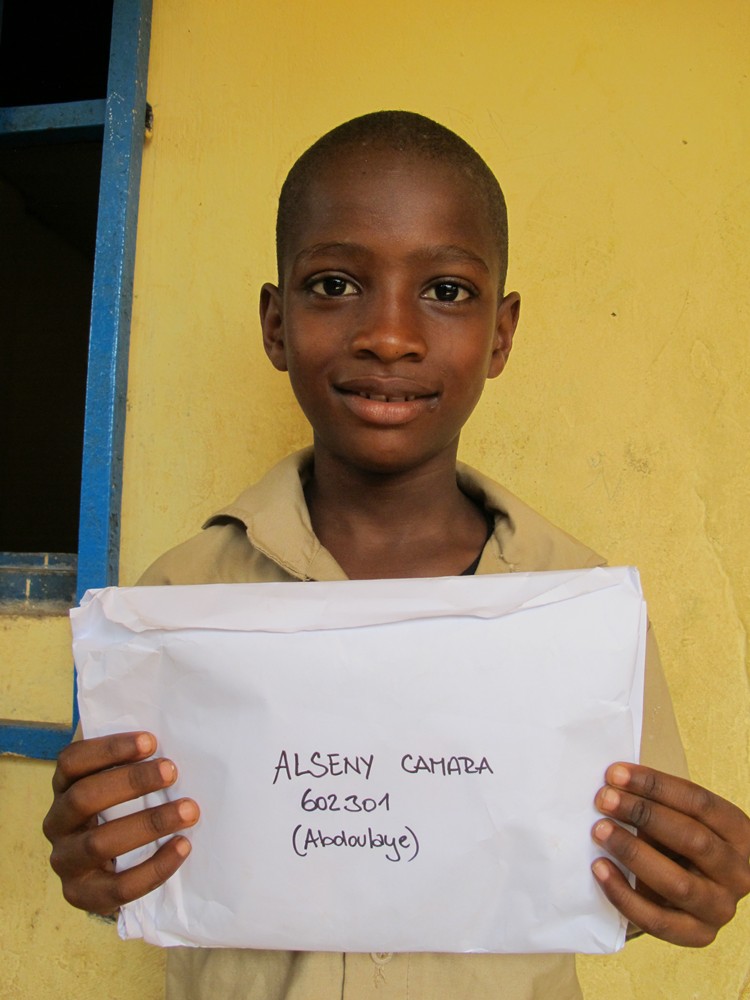 ALSENY CAMARA
602301
(Abdoulaye)